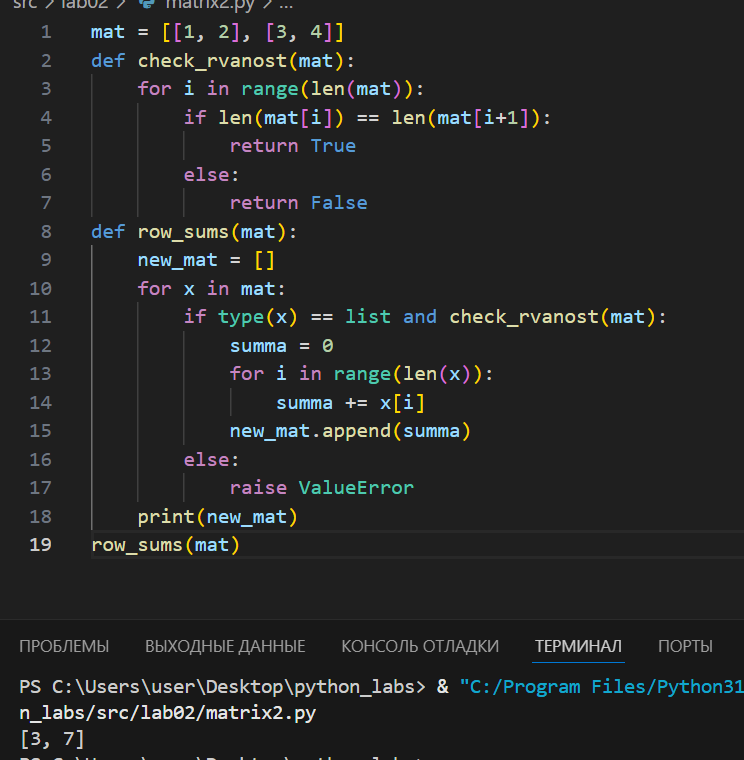 src > lab02 > matrix2.py > ...
1 mat = [[1, 2], [3, 4]]
2 def check_rvanost(mat):
3     for i in range(len(mat)):
4         if len(mat[i]) == len(mat[i+1]):
5             return True
6         else:
7             return False
8 def row_sums(mat):
9     new_mat = []
10     for x in mat:
11         if type(x) == list and check_rvanost(mat):
12             summa = 0
13             for i in range(len(x)):
14                 summa += x[i]
15             new_mat.append(summa)
16         else:
17             raise ValueError
18     print(new_mat)
19 row_sums(mat)
ПРОБЛЕМЫ ВЫХОДНЫЕ ДАННЫЕ КОНСОЛЬ ОТЛАДКИ ТЕРМИНАЛ ПОРТЫ
PS C:\Users\user\Desktop\python_labs> & "C:/Program Files/Python31
n_labs/src/lab02/matrix2.py
[3, 7]